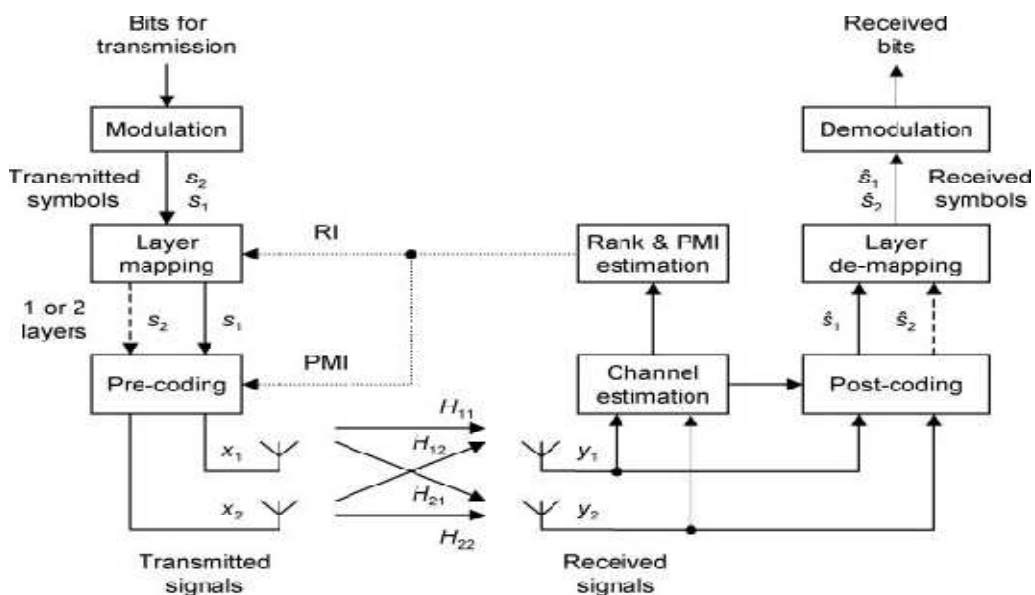 Bits for
transmission
Received
bits
Modulation
Demodulation
Transmitted
symbols
s2
s1
ŝ1
ŝ2
Received
symbols
Layer
mapping
RI
Rank & PMI
estimation
Layer
de-mapping
1 or 2
layers
s2
s1
ŝ1
ŝ2
Pre-coding
PMI
Channel
estimation
Post-coding
H11
x1
H12
y1
H21
x2
y2
H22
Transmitted
signals
Received
signals